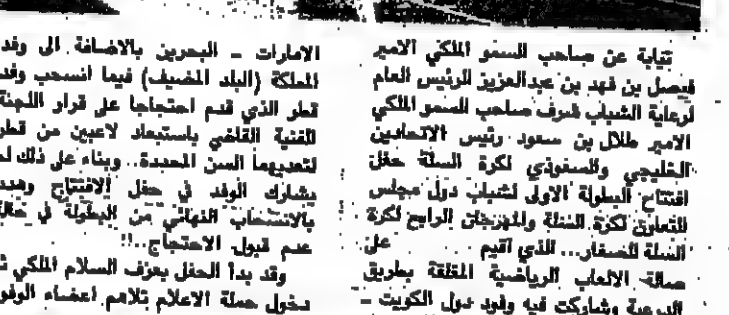 نيابة عن صاحب السمو الملكي الامير
فيصل بن فهد بن عبدالعزيز الرئيس العام
لرعاية الشباب شرف صاحب السمو الملكي
الامير طلال بن سعود رئيس الاتحادين
الخليجي والسعودي لكرة السلة حفل
افتتاح البطولة الاولى لشباب دول مجلس
التعاون لكرة السلة والمهرجان الرابع لكرة
السلة للصغار... الذي اقيم على
صالة الالعاب الرياضية المغلقة بطريق
الدرعية وشاركت فيه وفود دول الكويت -
الامارات - البحرين بالاضافة الى وفد
المملكة (البلد المضيف) فيما انسحب وفد
قطر الذي قدم احتجاجا على قرار اللجنة
الفنية القاضي باستبعاد لاعبين من قطر
لتعديهما السن المحددة.. وبناء على ذلك لم
يشارك الوفد في حفل الافتتاح وهدد
بالانسحاب النهائي من البطولة في حالة
عدم قبول الاحتجاج..!!
وقد بدأ الحفل بعزف السلام الملكي
دخول حملة الاعلام تلاهم اعضاء الوفو